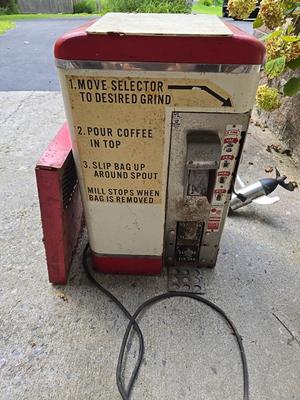 1. MOVE SELECTOR
TO DESIRED GRIND
2. POUR COFFEE
IN TOP
3. SLIP BAG UP
AROUND SPOUT
MILL STOPS WHEN
BAG IS REMOVED